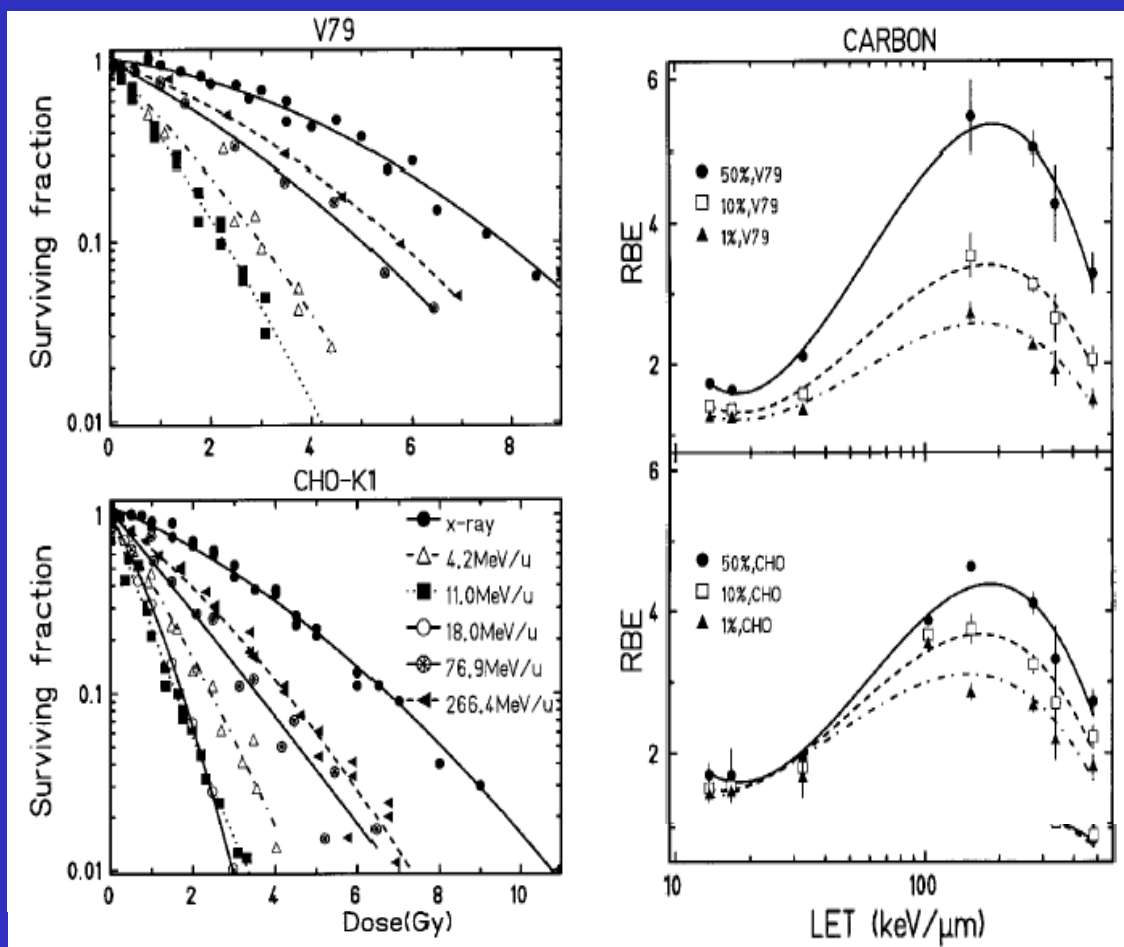 V79
Surviving fraction
1
0.1
0.01
0 2 4 6 8
CHO-K1
Surviving fraction
1
0.1
0.01
x-ray
4.2MeV/u
11.0MeV/u
18.0MeV/u
76.9MeV/u
266.4MeV/u
0 2 4 6 8 10
Dose(Gy)
CARBON
RBE
6
4
2
50%,V79
10%,V79
1%,V79
RBE
6
4
2
50%,CHO
10%,CHO
1%,CHO
10 100
LET (keV/μm)